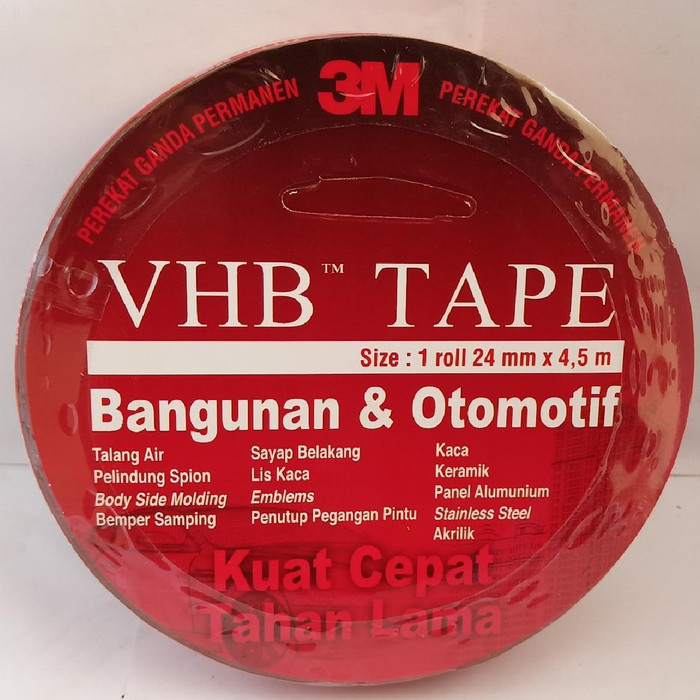 PEREKAT GANDA PERMANEN 3M PEREKAT GANDA PERMANEN
VHB™ TAPE
Size : 1 roll 24 mm x 4,5 m
Bangunan & Otomotif
Talang Air
Pelindung Spion
Body Side Molding
Bemper Samping
Sayap Belakang
Lis Kaca
Emblems
Penutup Pegangan Pintu
Kaca
Keramik
Panel Alumunium
Stainless Steel
Akrilik
Kuat Cepat
Tahan Lama